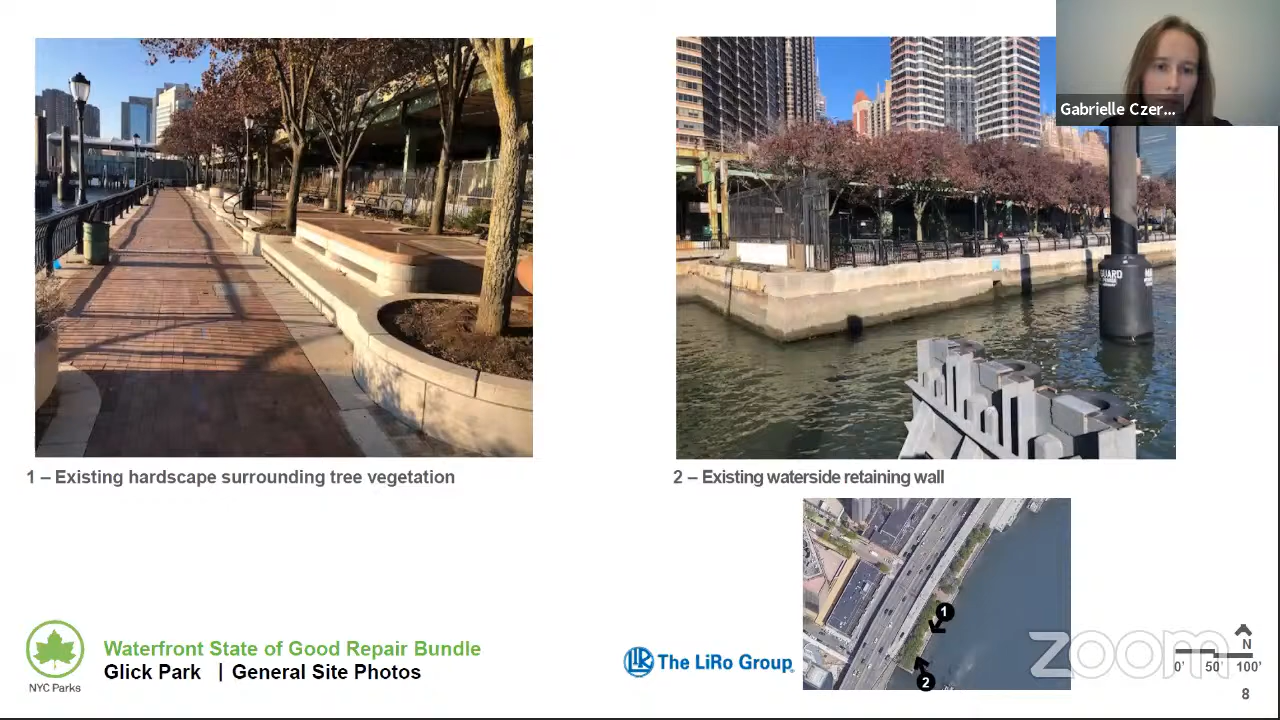 Gabrielle Czer...
GUARD
1 – Existing hardscape surrounding tree vegetation
2 – Existing waterside retaining wall
1
2
zoom
N
0' 50' 100'
NYC Parks
Waterfront State of Good Repair Bundle
Glick Park | General Site Photos
The LiRo Group
8